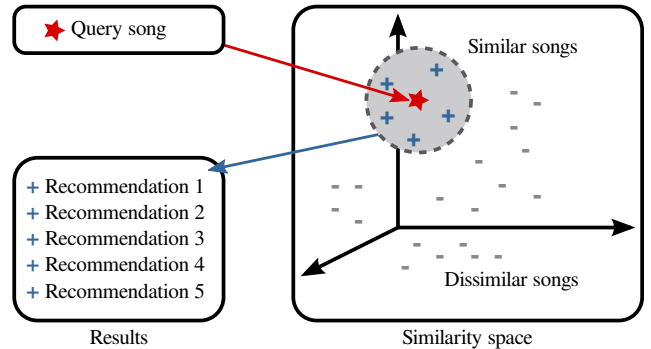 Query song
Similar songs
+ Recommendation 1
+ Recommendation 2
+ Recommendation 3
+ Recommendation 4
+ Recommendation 5
Dissimilar songs
Results
Similarity space